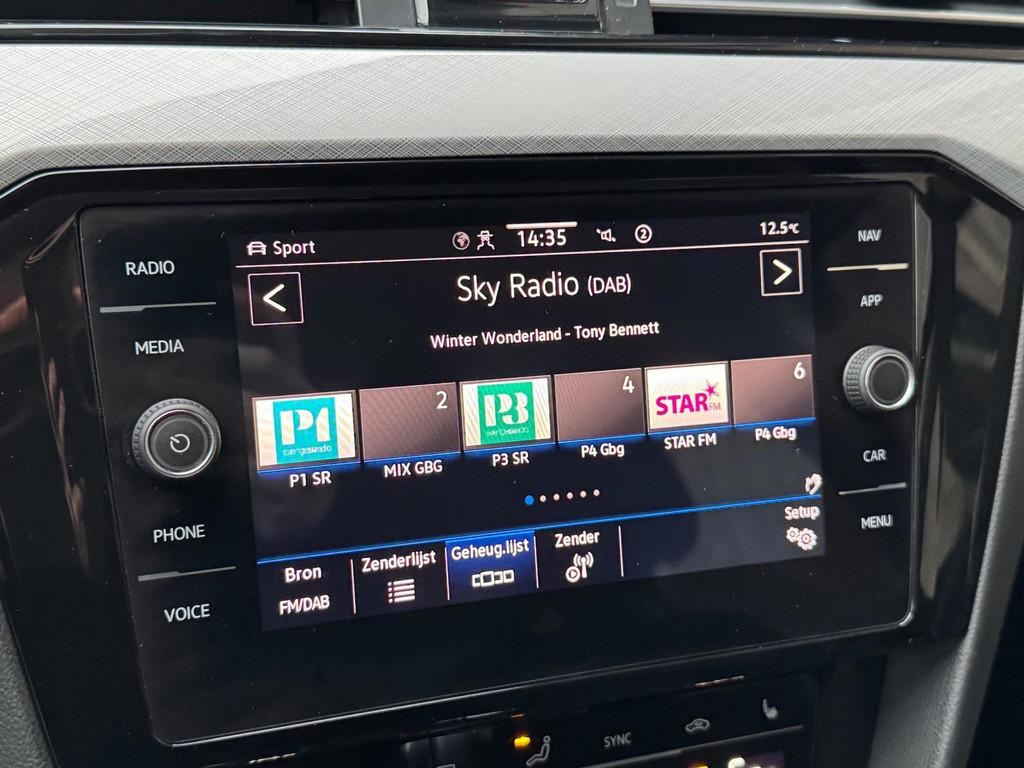 RADIO
MEDIA
PHONE
VOICE
Sport
14:35
2
12.5°C
<
Sky Radio (DAB)
>
Winter Wonderland - Tony Bennett
P1
2
P3
4
STAR FM
6
P1 SR
MIX GBG
P3 SR
P4 Gbg
STAR FM
P4 Gbg
Bron
FM/DAB
Zenderlijst
Geheug.lijst
Zender
Setup
NAV
APP
CAR
MENU
SYNC